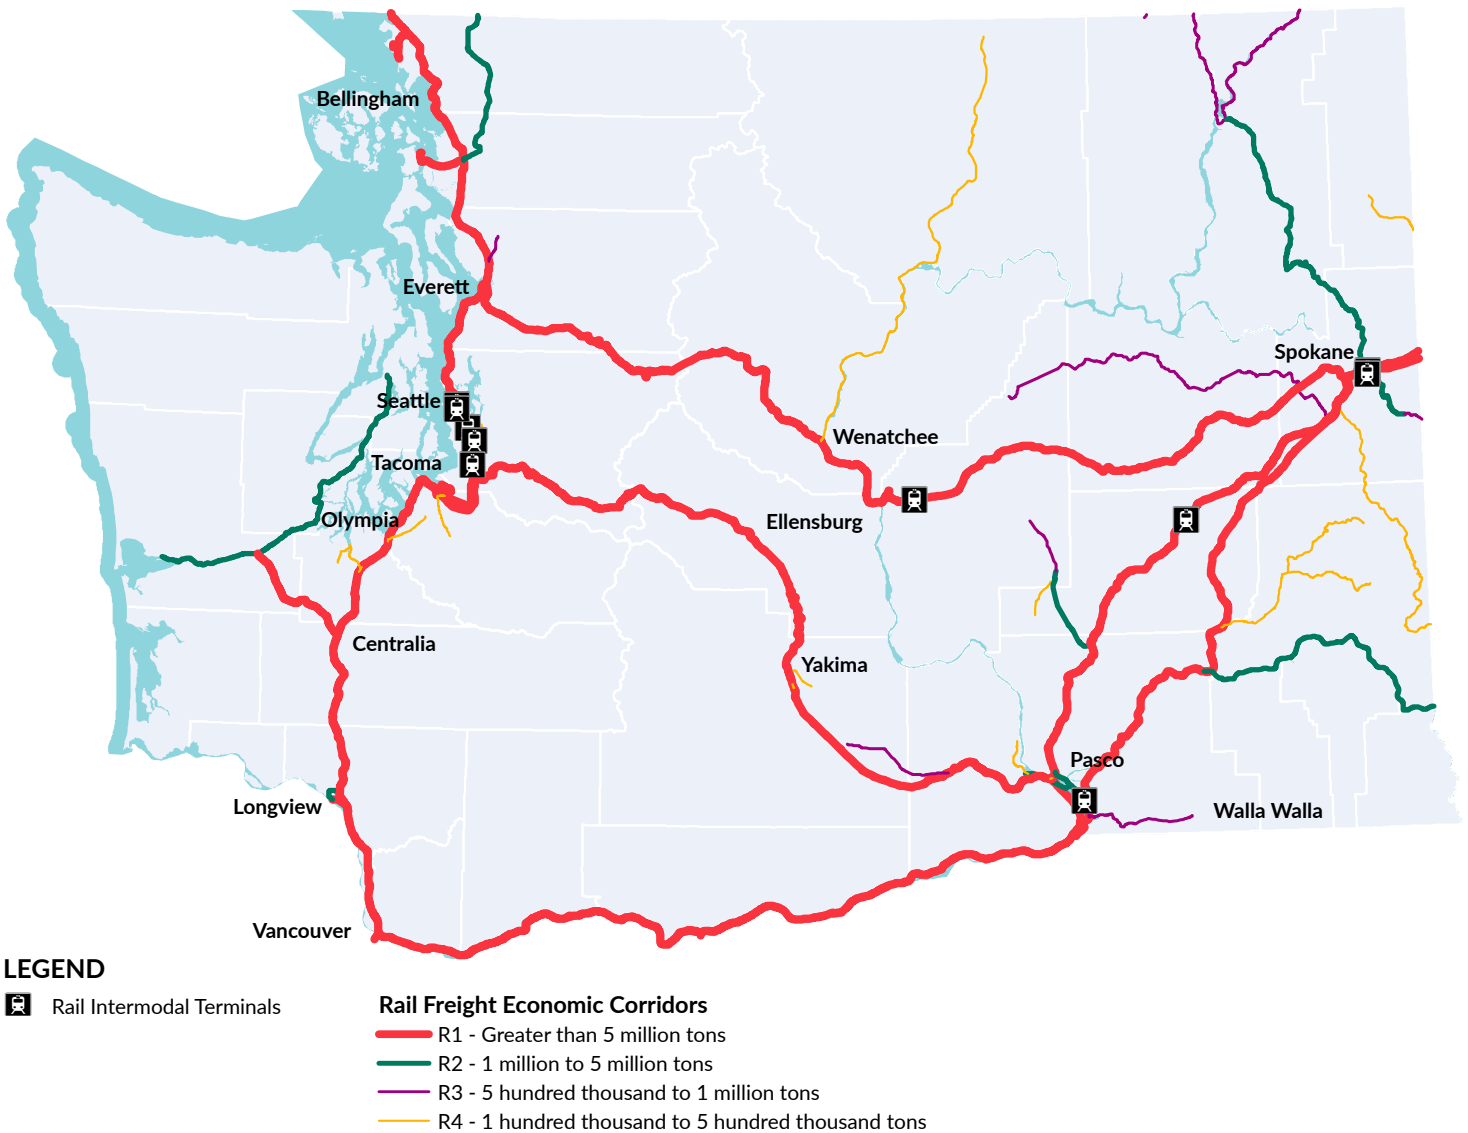 Bellingham
Everett
Spokane
Seattle
Wenatchee
Tacoma
Olympia
Ellensburg
Centralia
Yakima
Pasco
Longview
Walla Walla
Vancouver
LEGEND
Rail Intermodal Terminals
Rail Freight Economic Corridors
R1 - Greater than 5 million tons
R2 - 1 million to 5 million tons
R3 - 5 hundred thousand to 1 million tons
R4 - 1 hundred thousand to 5 hundred thousand tons